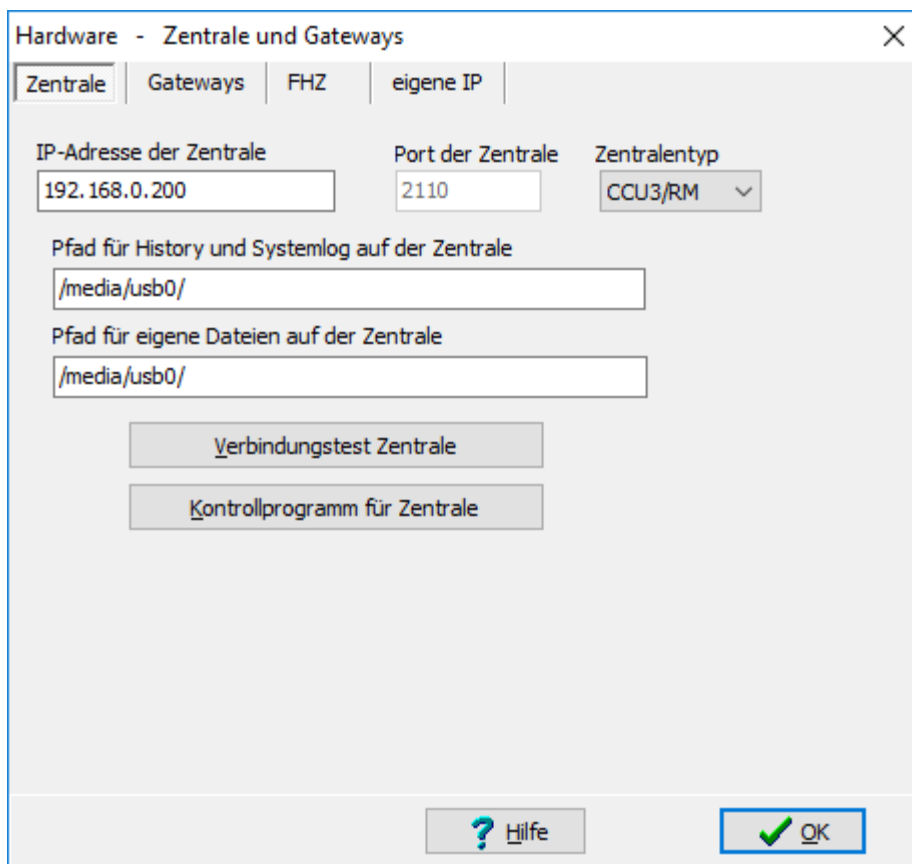 Hardware - Zentrale und Gateways
Zentrale Gateways FHZ eigene IP
IP-Adresse der Zentrale Port der Zentrale Zentralentyp
192.168.0.200 2110 CCU3/RM
Pfad für History und Systemlog auf der Zentrale
/media/usb0/
Pfad für eigene Dateien auf der Zentrale
/media/usb0/
Verbindungstest Zentrale
Kontrollprogramm für Zentrale
? Hilfe OK